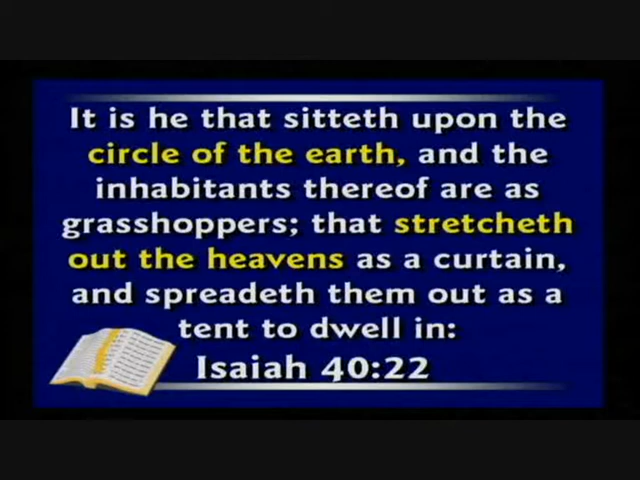 It is he that sitteth upon the
circle of the earth, and the
inhabitants thereof are as
grasshoppers; that stretcheth
out the heavens as a curtain,
and spreadeth them out as a
tent to dwell in:
Isaiah 40:22